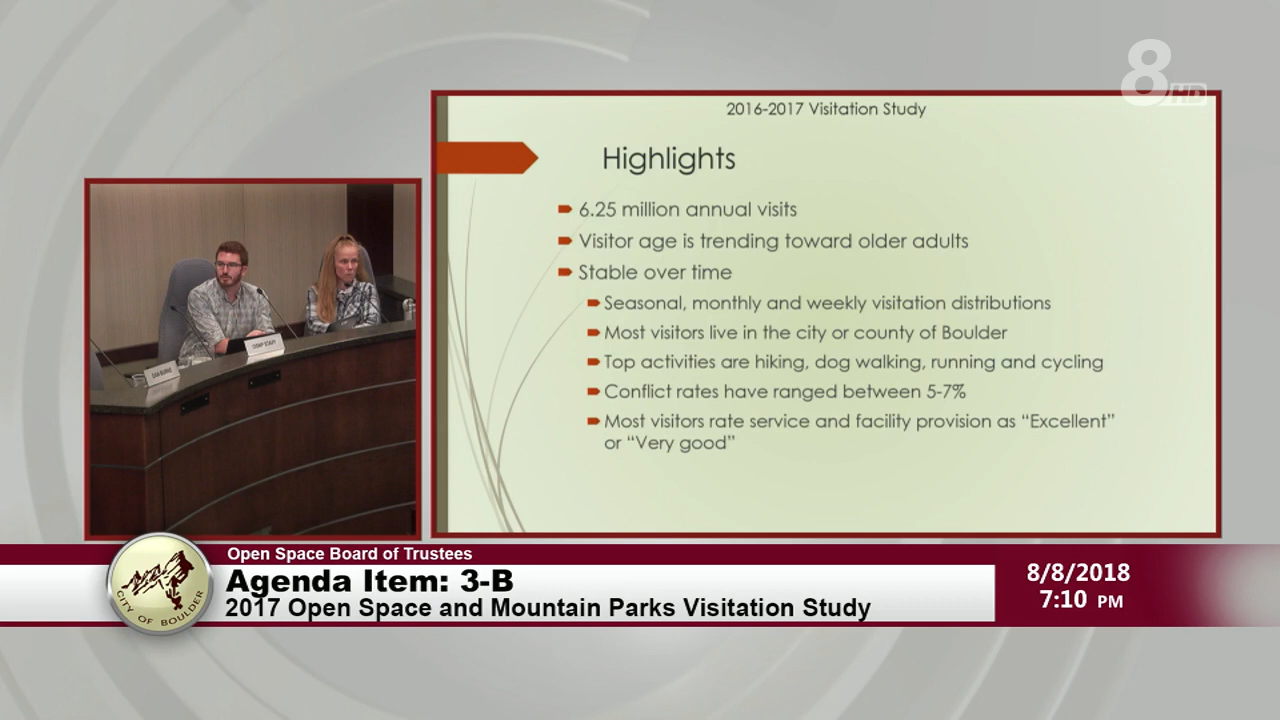 8HD
2016-2017 Visitation Study
Highlights
6.25 million annual visits
Visitor age is trending toward older adults
Stable over time
Seasonal, monthly and weekly visitation distributions
Most visitors live in the city or county of Boulder
Top activities are hiking, dog walking, running and cycling
Conflict rates have ranged between 5-7%
Most visitors rate service and facility provision as “Excellent”
or “Very good”
DAN BURKE
OSMP STAFF
Open Space Board of Trustees
Agenda Item: 3-B
2017 Open Space and Mountain Parks Visitation Study
CITY OF BOULDER
8/8/2018
7:10 PM